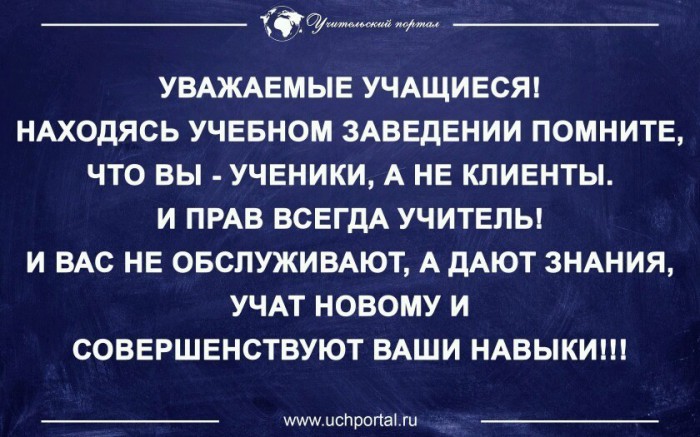 Учительский портал
УВАЖАЕМЫЕ УЧАЩИЕСЯ!
НАХОДЯСЬ УЧЕБНОМ ЗАВЕДЕНИИ ПОМНИТЕ,
ЧТО ВЫ - УЧЕНИКИ, А НЕ КЛИЕНТЫ.
И ПРАВ ВСЕГДА УЧИТЕЛЬ!
И ВАС НЕ ОБСЛУЖИВАЮТ, А ДАЮТ ЗНАНИЯ,
УЧАТ НОВОМУ И
СОВЕРШЕНСТВУЮТ ВАШИ НАВЫКИ!!!
www.uchportal.ru